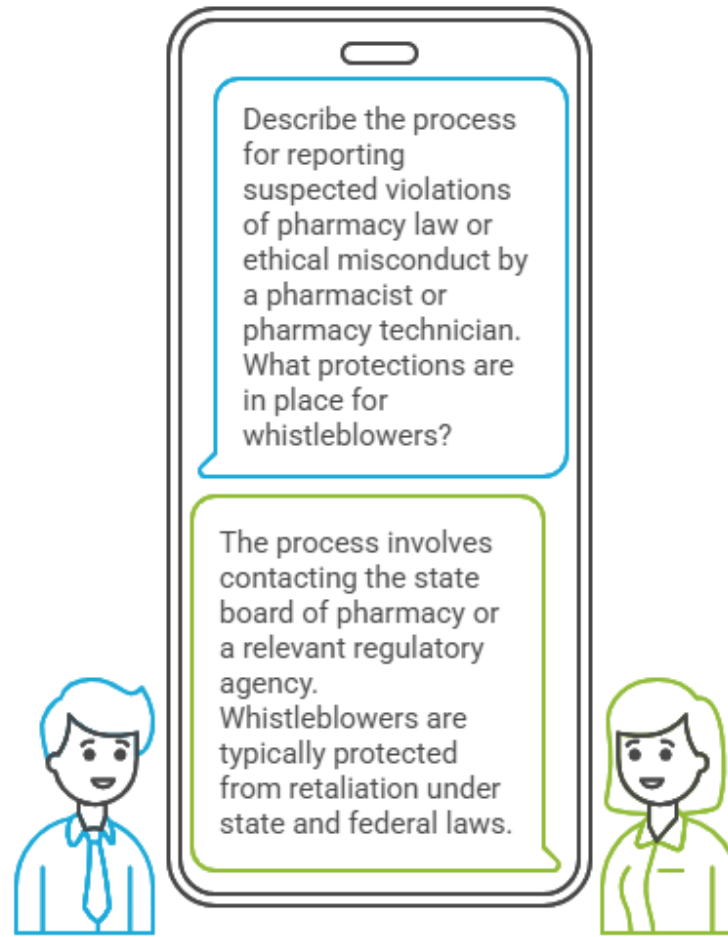 Describe the process
for reporting
suspected violations
of pharmacy law or
ethical misconduct by
a pharmacist or
pharmacy technician.
What protections are
in place for
whistleblowers?
The process involves
contacting the state
board of pharmacy or
a relevant regulatory
agency.
Whistleblowers are
typically protected
from retaliation under
state and federal laws.